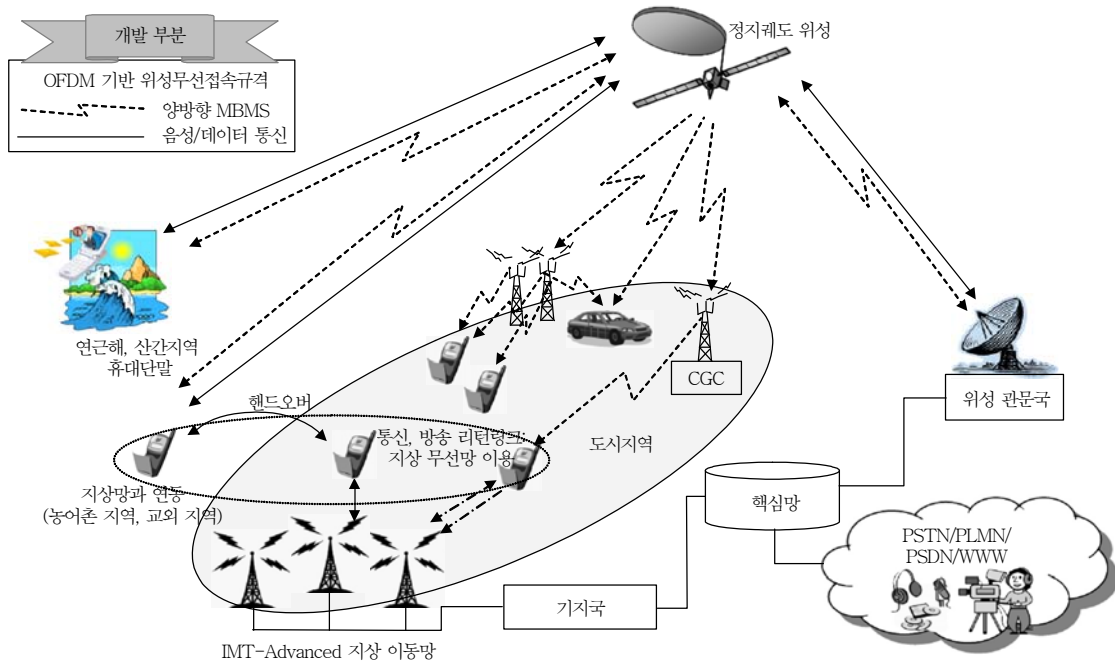 개발 부분
OFDM 기반 위성무선접속규격
양방향 MBMS
음성/데이터 통신
정지궤도 위성
연근해, 산간지역
휴대단말
CGC
위성 관문국
핸드오버
통신, 방송 리턴링크:
지상 무선망 이용
도시지역
지상망과 연동
(농어촌 지역, 교외 지역)
핵심망
PSTN/PLMN/
PSDN/WWW
기지국
IMT-Advanced 지상 이동망